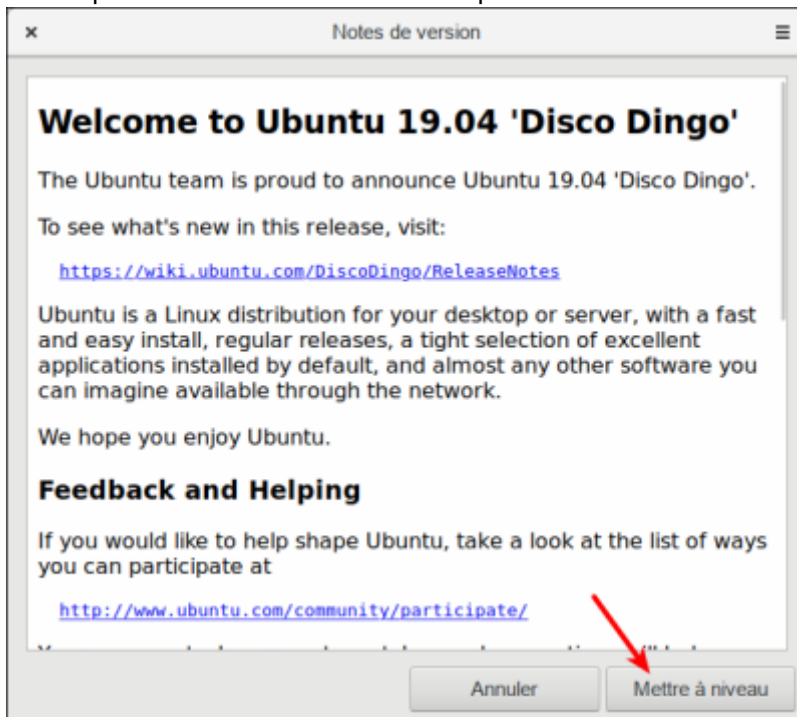 Notes de version
Welcome to Ubuntu 19.04 'Disco Dingo'
The Ubuntu team is proud to announce Ubuntu 19.04 'Disco Dingo'.
To see what's new in this release, visit:
https://wiki.ubuntu.com/DiscoDingo/ReleaseNotes
Ubuntu is a Linux distribution for your desktop or server, with a fast
and easy install, regular releases, a tight selection of excellent
applications installed by default, and almost any other software you
can imagine available through the network.
We hope you enjoy Ubuntu.
Feedback and Helping
If you would like to help shape Ubuntu, take a look at the list of ways
you can participate at
http://www.ubuntu.com/community/participate/
Annuler
Mettre à niveau